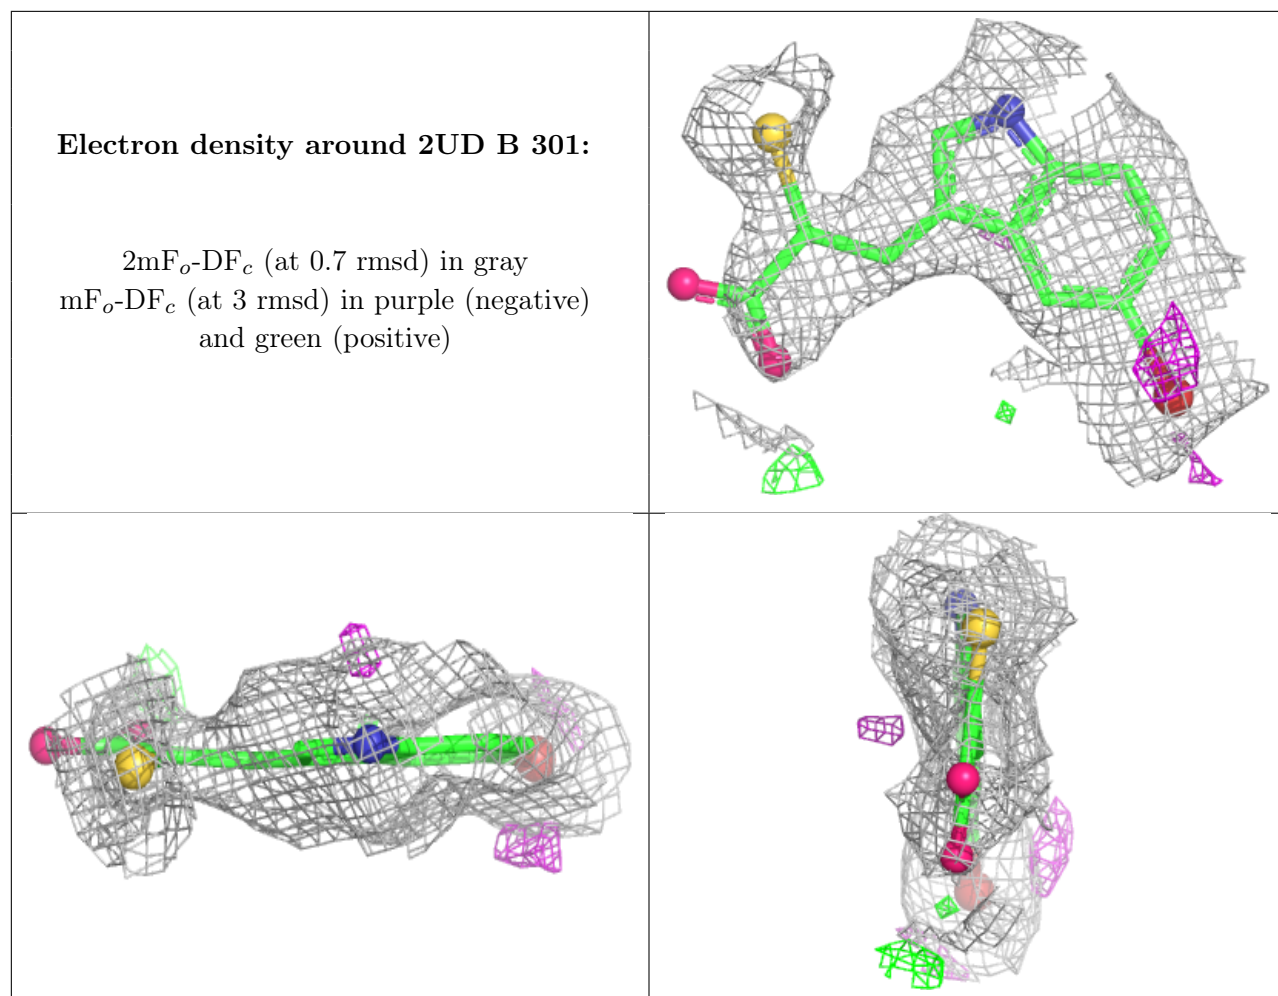 Electron density around 2UD B 301:
2mFo-DFc (at 0.7 rmsd) in gray
mFo-DFc (at 3 rmsd) in purple (negative)
and green (positive)